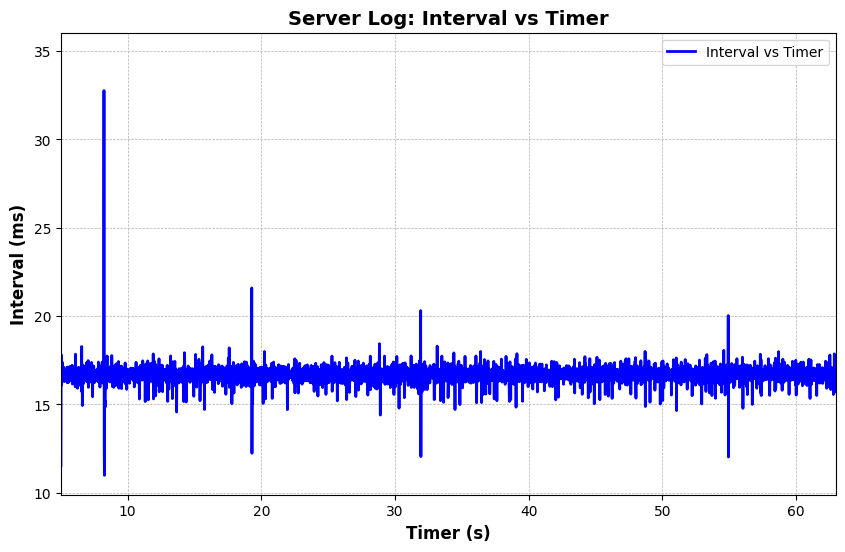 Server Log: Interval vs Timer
Interval vs Timer
35
30
25
20
15
10
Interval (ms)
10 20 30 40 50 60
Timer (s)